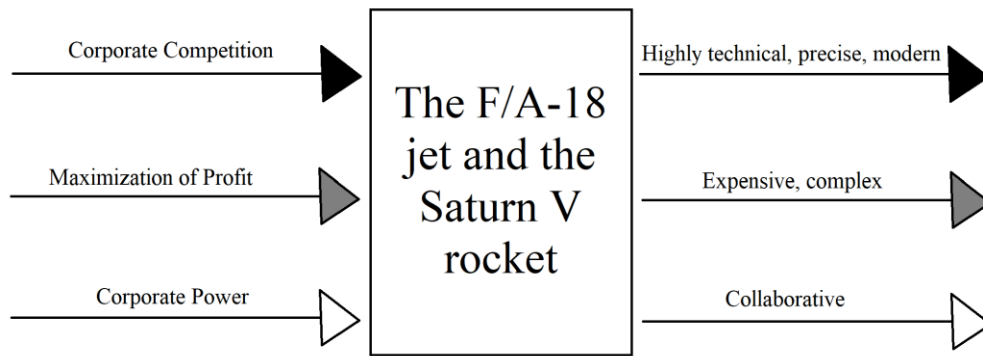 Corporate Competition
Maximization of Profit
Corporate Power
The F/A-18
jet and the
Saturn V
rocket
Highly technical, precise, modern
Expensive, complex
Collaborative